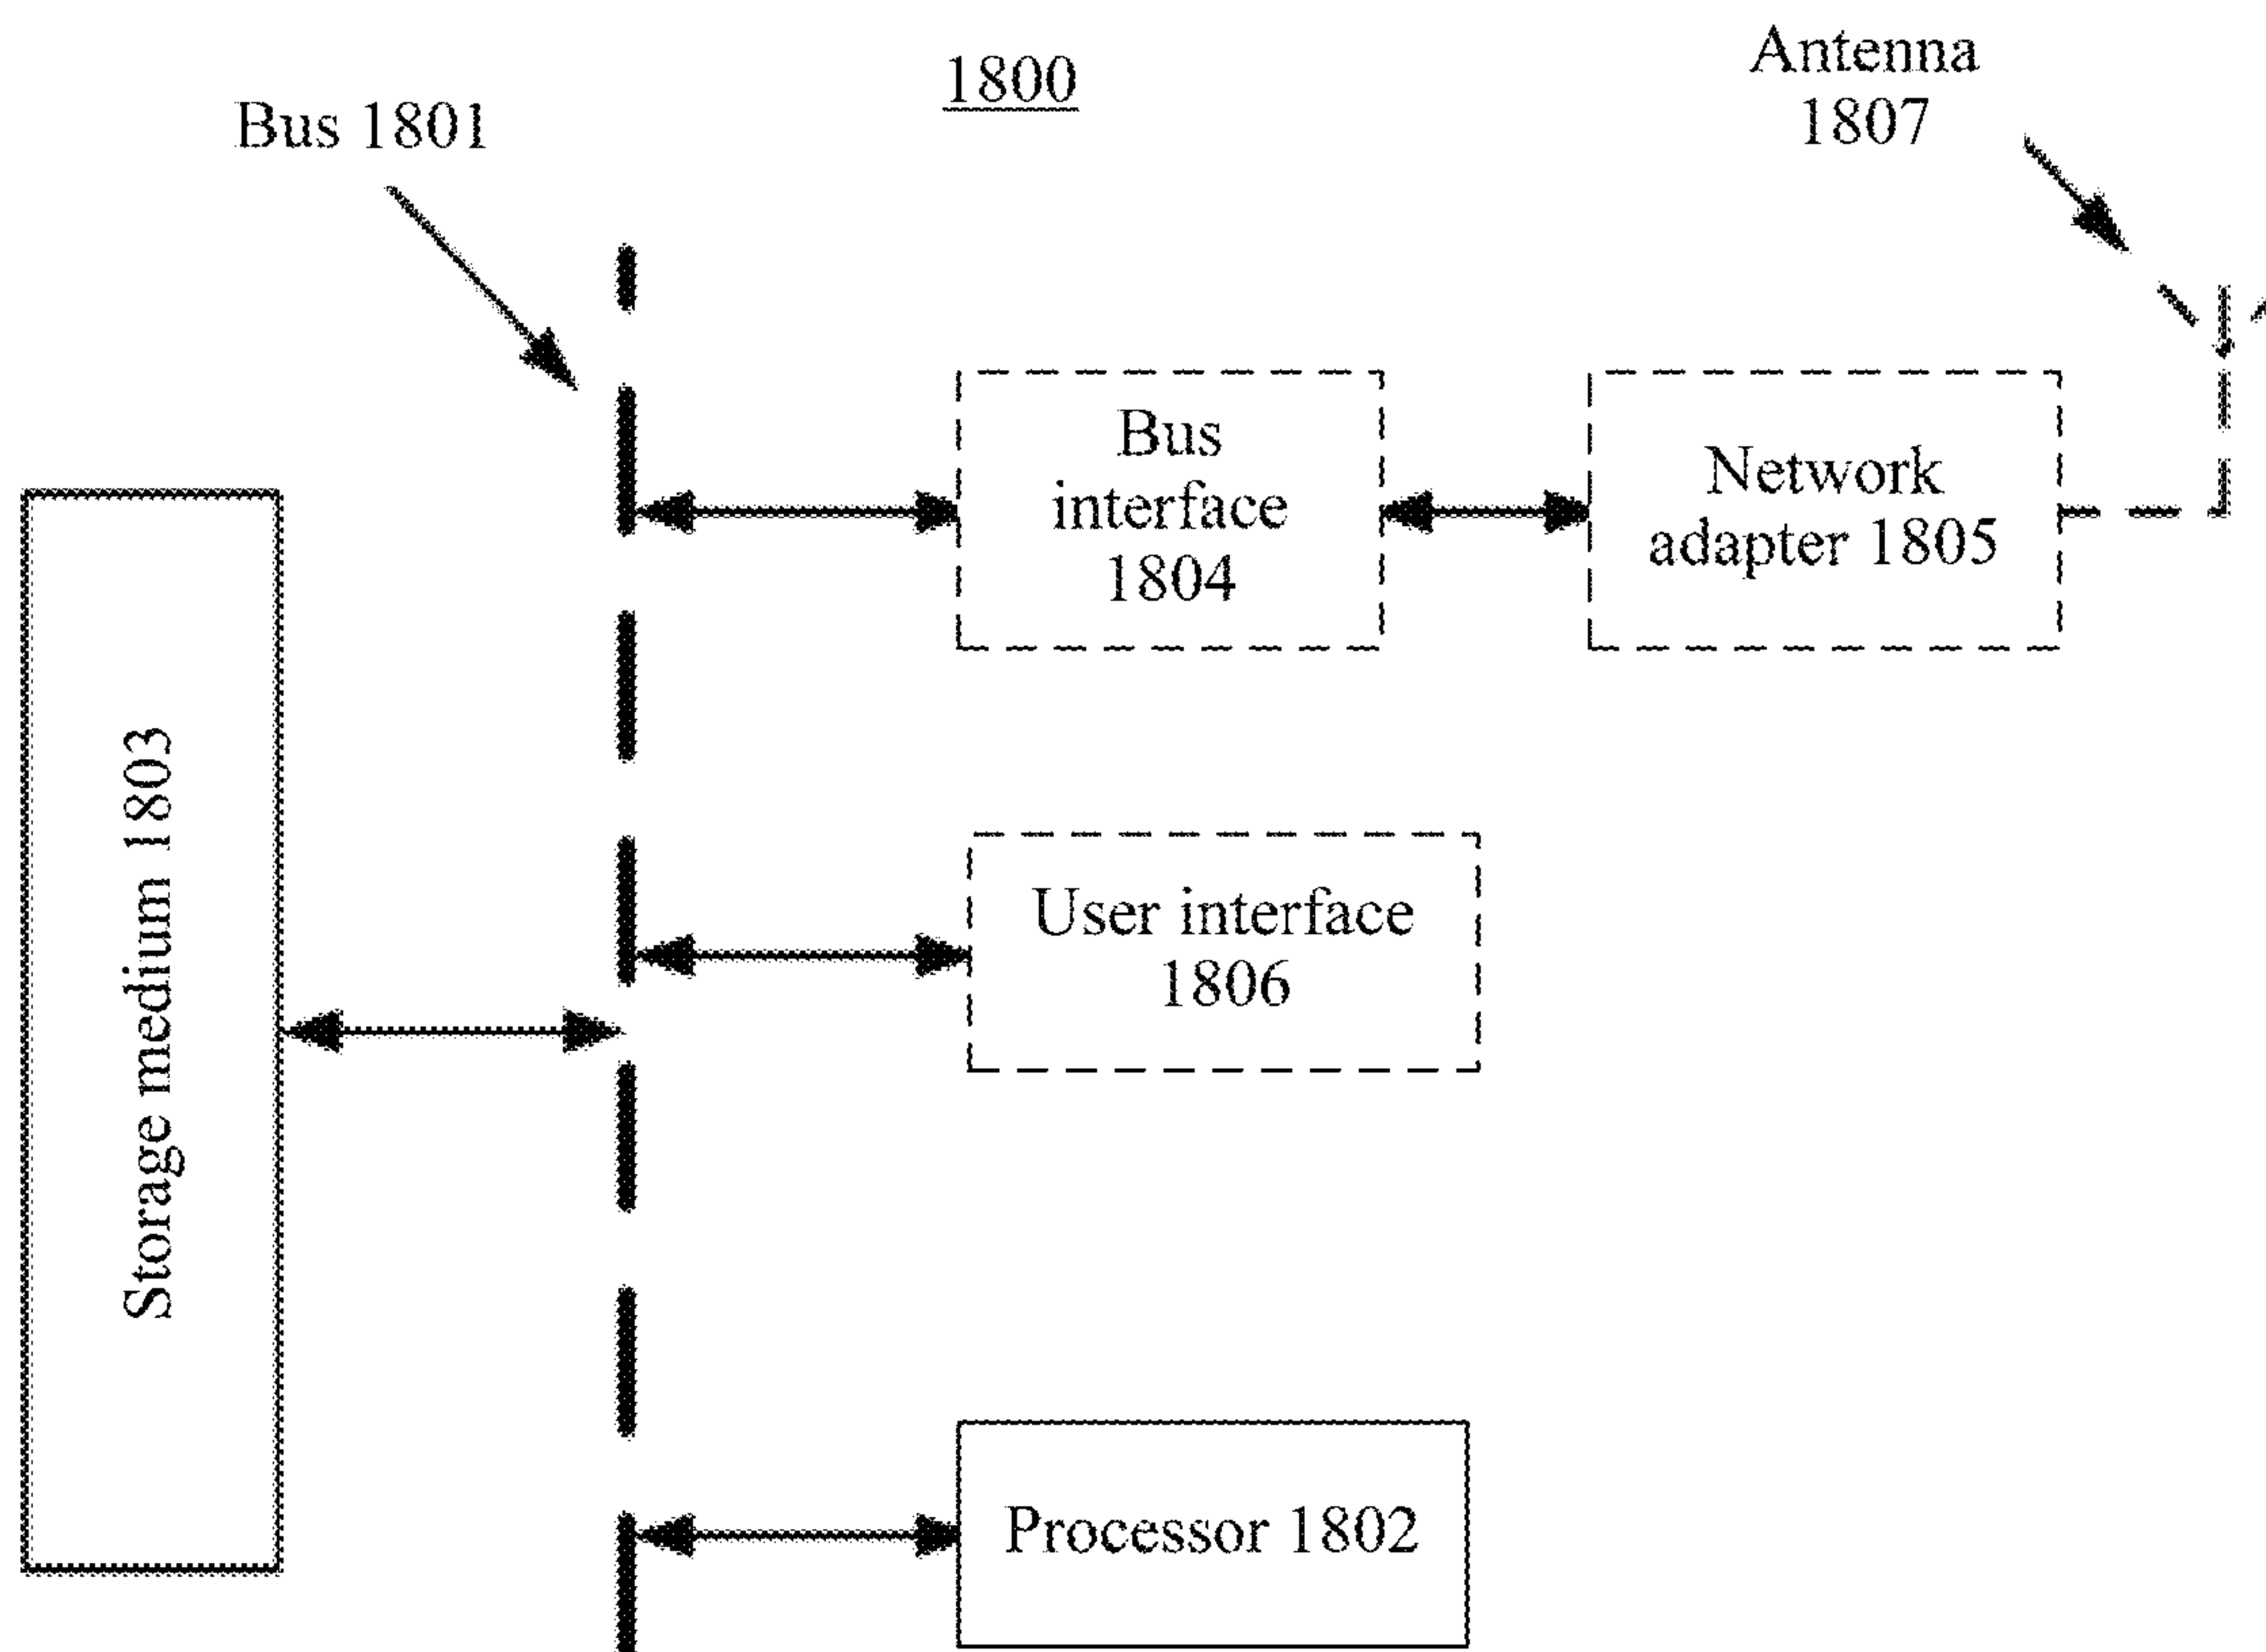 1800
Antenna
1807
Bus 1801
Bus
interface
1804
Network
adapter 1805
Storage medium 1803
User interface
1806
Processor 1802